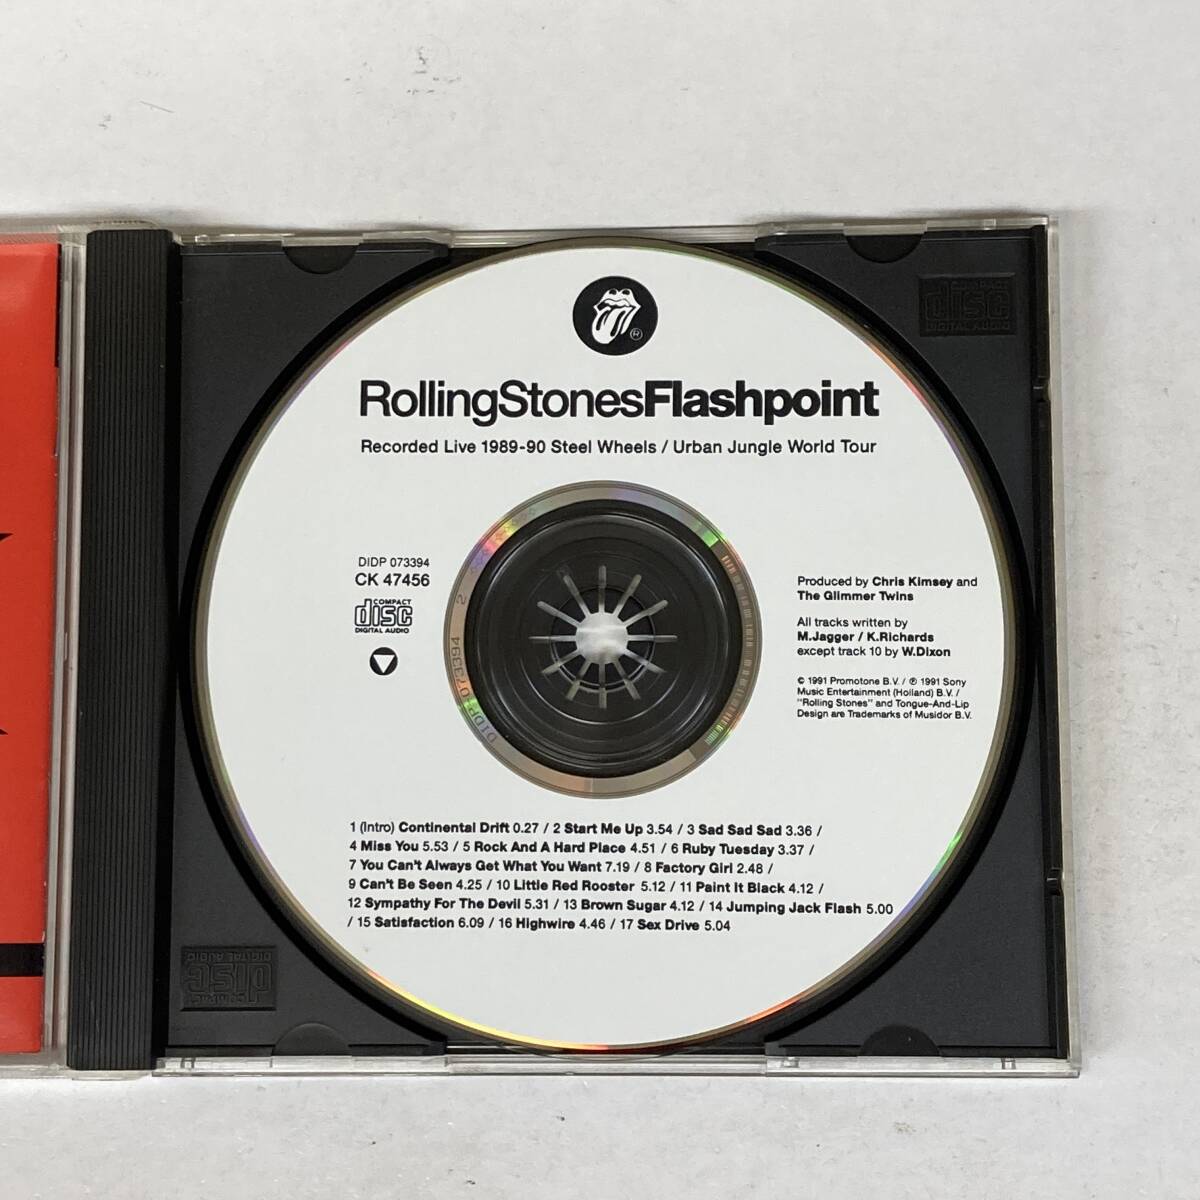 COMPACT
disc
DIGITAL AUDIO
®
RollingStonesFlashpoint
Recorded Live 1989-90 Steel Wheels / Urban Jungle World Tour
DIDP 073394
CK 47456
COMPACT
disc
DIGITAL AUDIO
Produced by Chris Kimsey and
The Glimmer Twins
All tracks written by
M.Jagger / K.Richards
except track 10 by W.Dixon
© 1991 Promotone B.V. / ℗ 1991 Sony
Music Entertainment (Holland) B.V. /
"Rolling Stones" and Tongue-And-Lip
Design are Trademarks of Musidor B.V.
DIDP-073394 2
1 (Intro) Continental Drift 0.27 / 2 Start Me Up 3.54 / 3 Sad Sad Sad 3.36 /
4 Miss You 5.53 / 5 Rock And A Hard Place 4.51 / 6 Ruby Tuesday 3.37 /
7 You Can't Always Get What You Want 7.19 / 8 Factory Girl 2.48 /
9 Can't Be Seen 4.25 / 10 Little Red Rooster 5.12 / 11 Paint It Black 4.12 /
12 Sympathy For The Devil 5.31 / 13 Brown Sugar 4.12 / 14 Jumping Jack Flash 5.00
/ 15 Satisfaction 6.09 / 16 Highwire 4.46 / 17 Sex Drive 5.04
COMPACT
disc
DIGITAL AUDIO